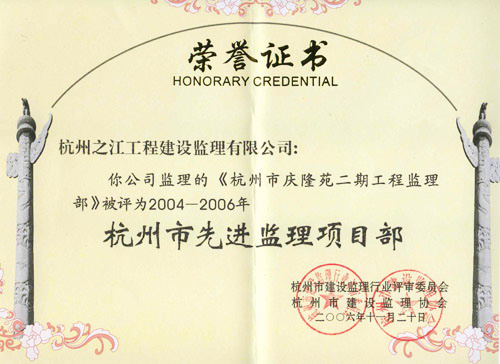 荣誉证书
HONORARY CREDENTIAL
杭州之江工程建设监理有限公司:
你公司监理的《杭州市庆隆苑二期工程监理
部》被评为2004—2006年
杭州市先进监理项目部
杭州市建设监理行业评审委员会
杭州市建设监理协会
二〇〇六年十一月二十日